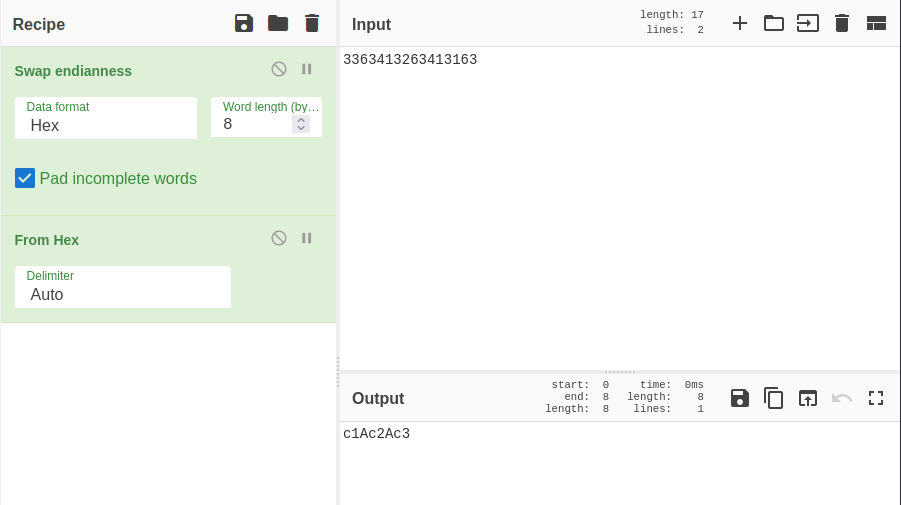 Recipe
Swap endianness
Data format
Hex
Word length (by…
8
Pad incomplete words
From Hex
Delimiter
Auto
Input
length: 17
lines: 2
3363413263413163
Output
start: 0
end: 8
length: 8
time: 0ms
length: 8
lines: 1
c1Ac2Ac3